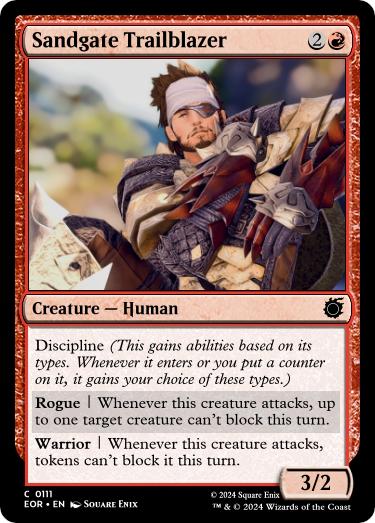 Sandgate Trailblazer 2
Creature — Human
Discipline (This gains abilities based on its
types. Whenever it enters or you put a counter
on it, it gains your choice of these types.)
Rogue | Whenever this creature attacks, up
to one target creature can't block this turn.
Warrior | Whenever this creature attacks,
tokens can't block it this turn.
3/2
C 0111
EOR • EN SQUARE ENIX
© 2024 Square Enix
™ & © 2024 Wizards of the Coast